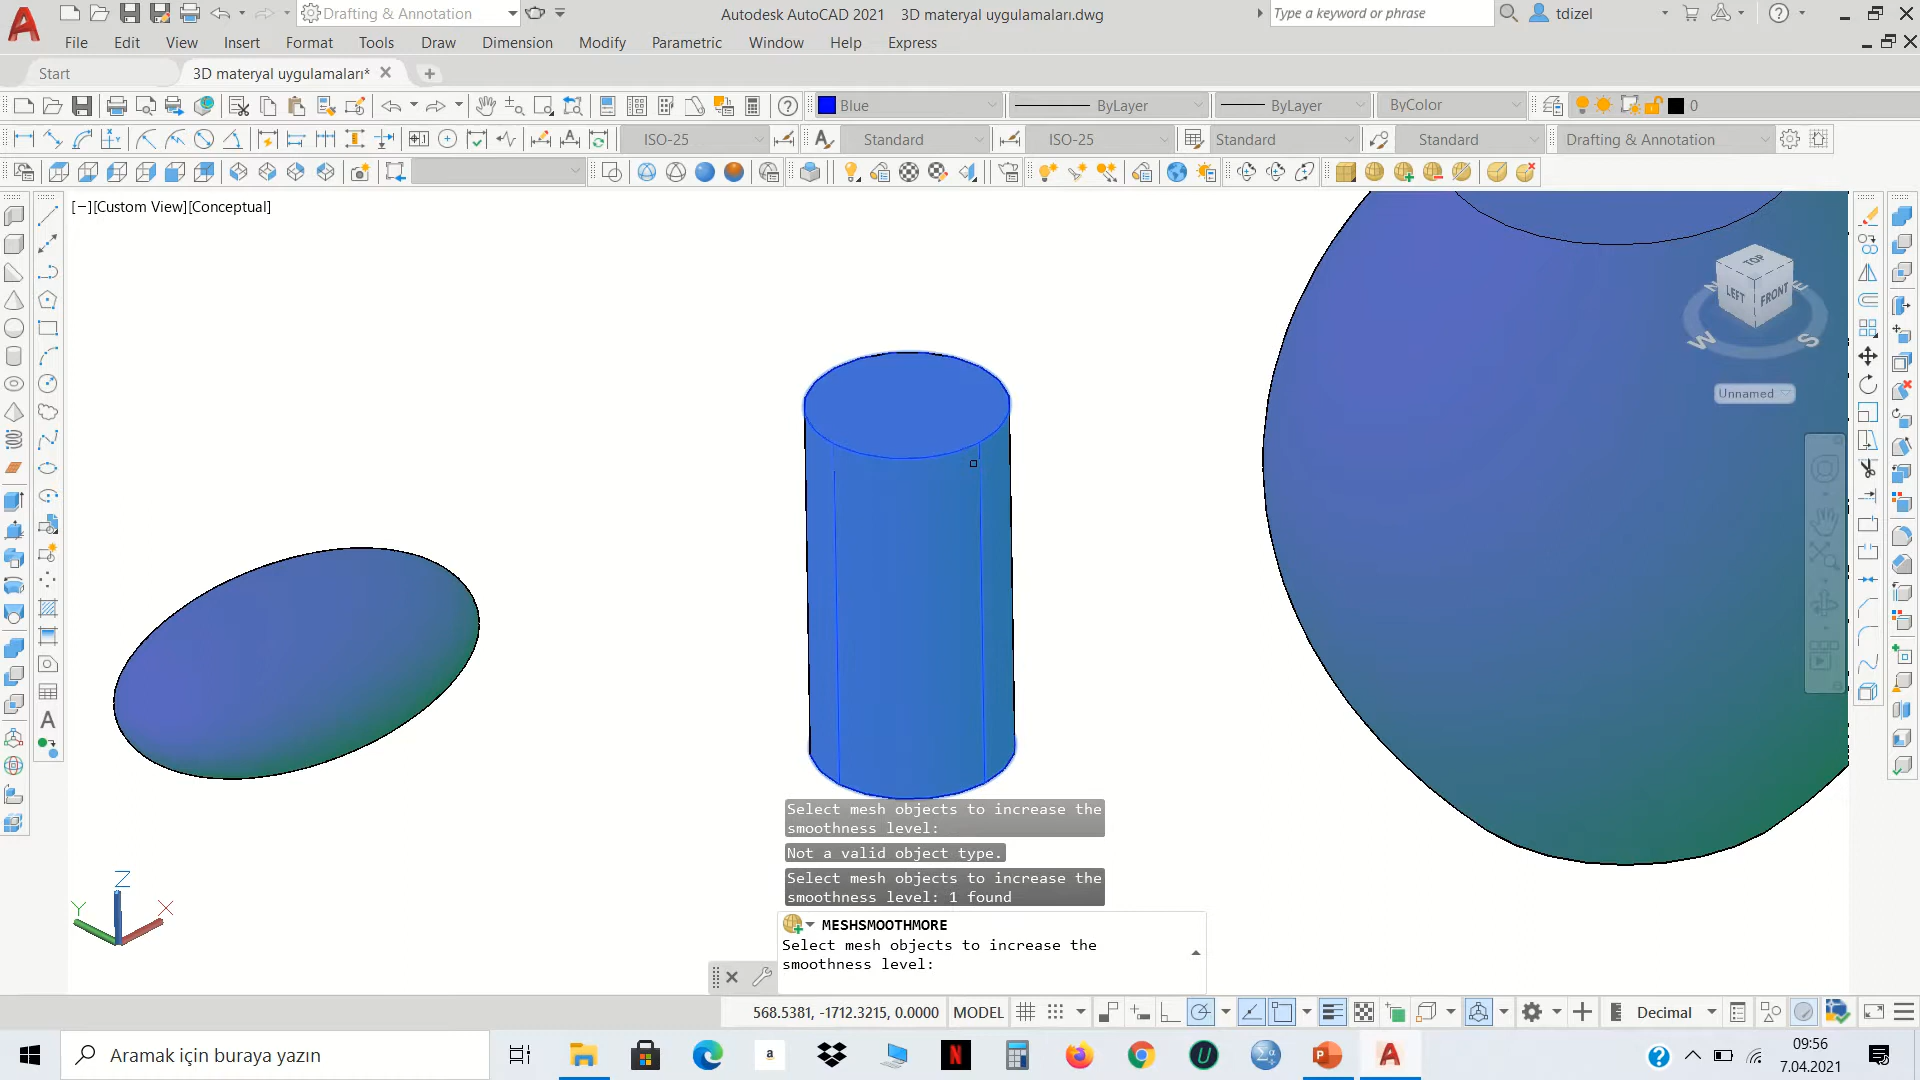 Drafting & Annotation
Autodesk AutoCAD 2021 3D materyal uygulamaları.dwg
Type a keyword or phrase
tdizel
File Edit View Insert Format Tools Draw Dimension Modify Parametric Window Help Express
Start
3D materyal uygulamaları*
Blue
ByLayer
ByLayer
ByColor
0
ISO-25
Standard
ISO-25
Standard
Standard
Drafting & Annotation
[−][Custom View][Conceptual]
TOP
LEFT
FRONT
N
E
W
S
Unnamed
Select mesh objects to increase the
smoothness level:
Not a valid object type.
Select mesh objects to increase the
smoothness level: 1 found
MESHSMOOTHMORE
Select mesh objects to increase the
smoothness level:
Z
Y
X
568.5381, -1712.3215, 0.0000
MODEL
Decimal
Aramak için buraya yazın
09:56
7.04.2021